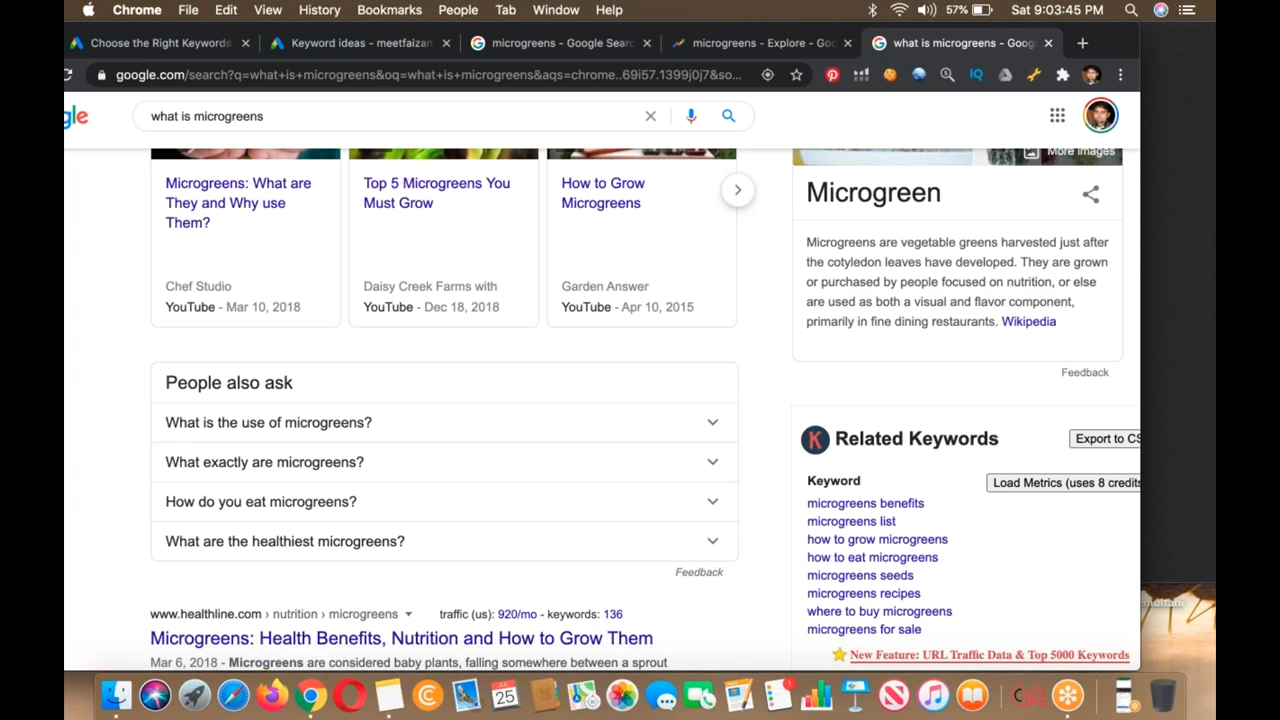 Chrome File Edit View History Bookmarks People Tab Window Help 57% Sat 9:03:45 PM
Choose the Right Keywords Keyword ideas - meetfaizan microgreens - Google Searc microgreens - Explore - Goo what is microgreens - Goog
google.com/search?q=what+is+microgreens&oq=what+is+microgreens&aqs=chrome..69i57.1399j0j7&so...
gle what is microgreens
More images
Microgreens: What are
They and Why use
Them?
Chef Studio
YouTube - Mar 10, 2018
Top 5 Microgreens You
Must Grow
Daisy Creek Farms with
YouTube - Dec 18, 2018
How to Grow
Microgreens
Garden Answer
YouTube - Apr 10, 2015
Microgreen
Microgreens are vegetable greens harvested just after
the cotyledon leaves have developed. They are grown
or purchased by people focused on nutrition, or else
are used as both a visual and flavor component,
primarily in fine dining restaurants. Wikipedia
Feedback
People also ask
What is the use of microgreens?
What exactly are microgreens?
How do you eat microgreens?
What are the healthiest microgreens?
Feedback
K Related Keywords Export to CS
Keyword Load Metrics (uses 8 credits
microgreens benefits
microgreens list
how to grow microgreens
how to eat microgreens
microgreens seeds
microgreens recipes
where to buy microgreens
microgreens for sale
New Feature: URL Traffic Data & Top 5000 Keywords
www.healthline.com › nutrition › microgreens traffic (us): 920/mo - keywords: 136
Microgreens: Health Benefits, Nutrition and How to Grow Them
Mar 6, 2018 - Microgreens are considered baby plants, falling somewhere between a sprout
JUL
25